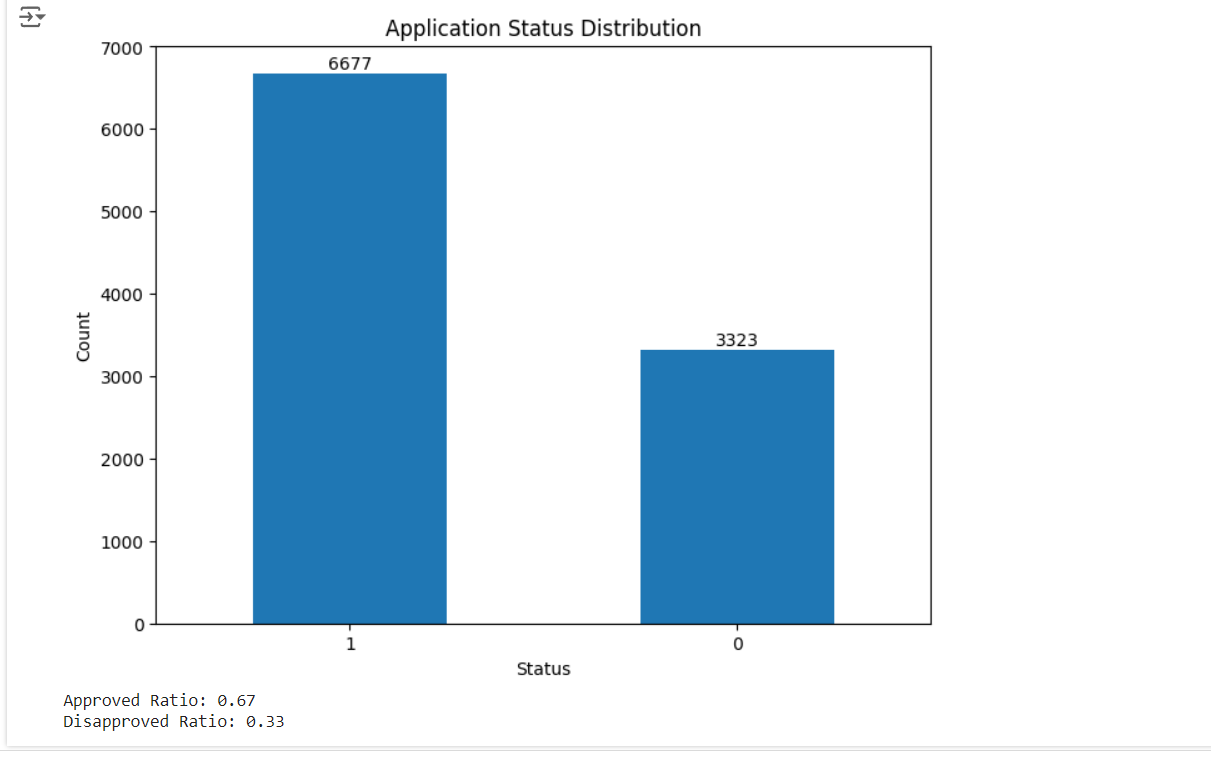 Application Status Distribution
7000
6000
5000
4000
3000
2000
1000
0
Count
6677
3323
1 0
Status
Approved Ratio: 0.67
Disapproved Ratio: 0.33